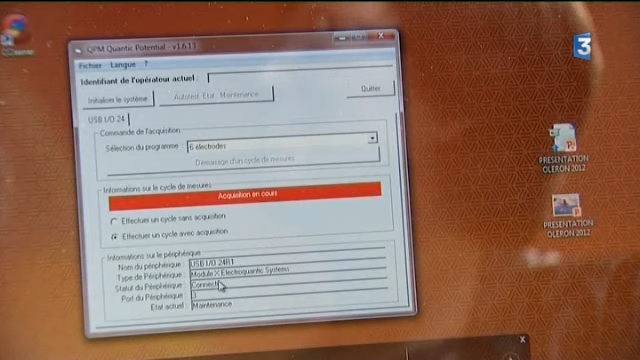 QPM Quantic Potential - v1.6.13
Fichier Langue ?
Identifiant de l'opérateur actuel :
Initialiser le système
Autotest Etat : Maintenance
Quitter
USB I/O 24
Commande de l'acquisition
Sélection du programme : 6 électrodes
Démarrage d'un cycle de mesures
Informations sur le cycle de mesures
Acquisition en cours
Effectuer un cycle sans acquisition
Effectuer un cycle avec acquisition
Informations sur le périphérique
Nom du périphérique : USB I/O 24R1
Type de Périphérique : Module X Electroquantic Systems
Statut du Périphérique : Connecté
Port du Périphérique : 3
Etat actuel : Maintenance
3
PRESENTATION
OLERON 2012
PRESENTATION
OLERON 2012